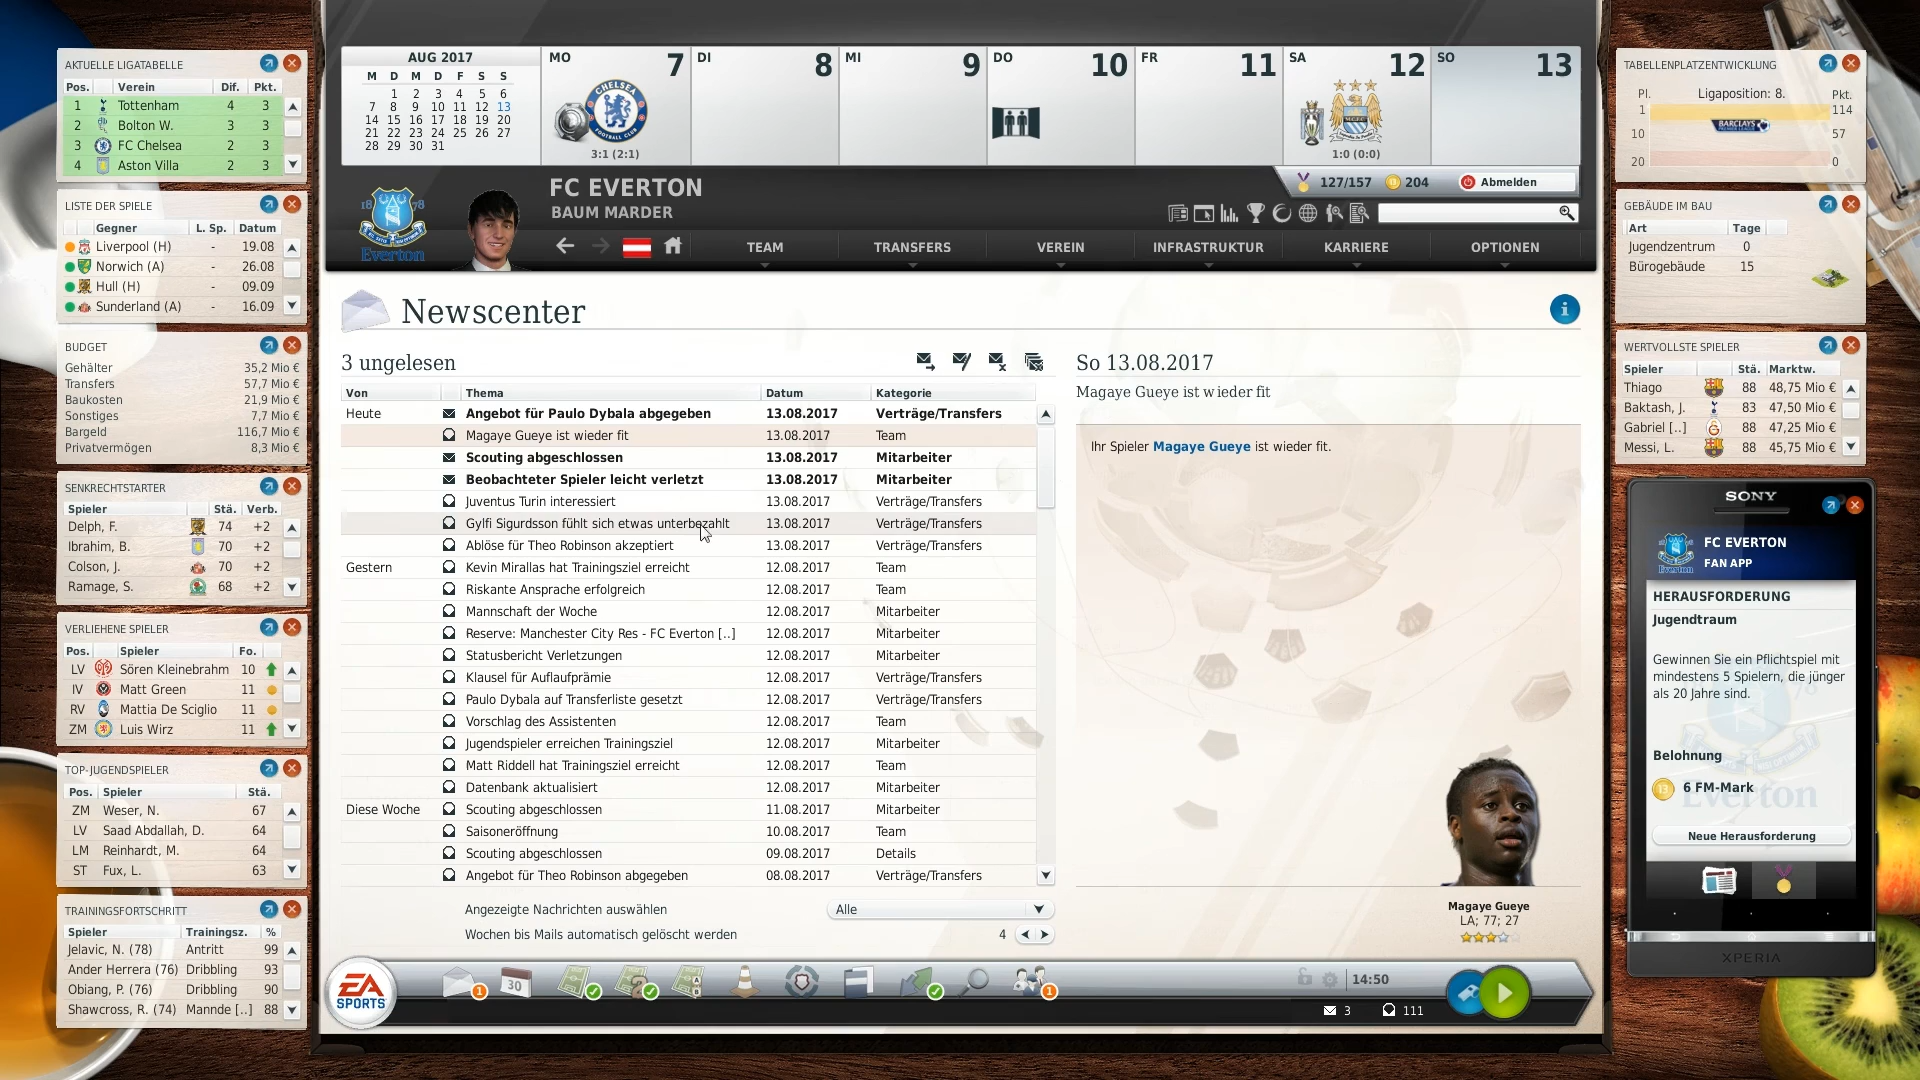 AKTUELLE LIGATABELLE
Pos. Verein Dif. Pkt.
1 Tottenham 4 3
2 Bolton W. 3 3
3 FC Chelsea 2 3
4 Aston Villa 2 3
LISTE DER SPIELE
Gegner L. Sp. Datum
Liverpool (H) - 19.08
Norwich (A) - 26.08
Hull (H) - 09.09
Sunderland (A) - 16.09
BUDGET
Gehälter 35,2 Mio €
Transfers 57,7 Mio €
Baukosten 21,9 Mio €
Sonstiges 7,7 Mio €
Bargeld 116,7 Mio €
Privatvermögen 8,3 Mio €
SENKRECHTSTARTER
Spieler Stä. Verb.
Delph, F. 74 +2
Ibrahim, B. 70 +2
Colson, J. 70 +2
Ramage, S. 68 +2
VERLIEHENE SPIELER
Pos. Spieler Fo.
LV Sören Kleinebrahm 10
IV Matt Green 11
RV Mattia De Sciglio 11
ZM Luis Wirz 11
TOP-JUGENDSPIELER
Pos. Spieler Stä.
ZM Weser, N. 67
LV Saad Abdallah, D. 64
LM Reinhardt, M. 64
ST Fux, L. 63
TRAININGSFORTSCHRITT
Spieler Trainingsz. %
Jelavic, N. (78) Antritt 99
Ander Herrera (76) Dribbling 93
Obiang, P. (76) Dribbling 90
Shawcross, R. (74) Mannde [..] 88
AUG 2017
M D M D F S S
1 2 3 4 5 6
7 8 9 10 11 12 13
14 15 16 17 18 19 20
21 22 23 24 25 26 27
28 29 30 31
MO 7
CHELSEA
FOOTBALL CLUB
3:1 (2:1)
DI 8
MI 9
DO 10
FR 11
SA 12
M.C.F.C.
1:0 (0:0)
SO 13
18 78
Everton
FC EVERTON
BAUM MARDER
127/157 204 Abmelden
TEAM TRANSFERS VEREIN INFRASTRUKTUR KARRIERE OPTIONEN
Newscenter
i
3 ungelesen
Von Thema Datum Kategorie
Heute Angebot für Paulo Dybala abgegeben 13.08.2017 Verträge/Transfers
Magaye Gueye ist wieder fit 13.08.2017 Team
Scouting abgeschlossen 13.08.2017 Mitarbeiter
Beobachteter Spieler leicht verletzt 13.08.2017 Mitarbeiter
Juventus Turin interessiert 13.08.2017 Verträge/Transfers
Gylfi Sigurdsson fühlt sich etwas unterbezahlt 13.08.2017 Verträge/Transfers
Ablöse für Theo Robinson akzeptiert 13.08.2017 Verträge/Transfers
Gestern Kevin Mirallas hat Trainingsziel erreicht 12.08.2017 Team
Riskante Ansprache erfolgreich 12.08.2017 Team
Mannschaft der Woche 12.08.2017 Mitarbeiter
Reserve: Manchester City Res - FC Everton [..] 12.08.2017 Mitarbeiter
Statusbericht Verletzungen 12.08.2017 Mitarbeiter
Klausel für Auflaufprämie 12.08.2017 Verträge/Transfers
Paulo Dybala auf Transferliste gesetzt 12.08.2017 Verträge/Transfers
Vorschlag des Assistenten 12.08.2017 Team
Jugendspieler erreichen Trainingsziel 12.08.2017 Mitarbeiter
Matt Riddell hat Trainingsziel erreicht 12.08.2017 Team
Datenbank aktualisiert 12.08.2017 Mitarbeiter
Diese Woche Scouting abgeschlossen 11.08.2017 Mitarbeiter
Saisoneröffnung 10.08.2017 Team
Scouting abgeschlossen 09.08.2017 Details
Angebot für Theo Robinson abgegeben 08.08.2017 Verträge/Transfers
Angezeigte Nachrichten auswählen Alle
Wochen bis Mails automatisch gelöscht werden 4
So 13.08.2017
Magaye Gueye ist wieder fit
Ihr Spieler Magaye Gueye ist wieder fit.
Magaye Gueye
LA; 77; 27
EA
SPORTS
1 30 1
14:50
3 111
TABELLENPLATZENTWICKLUNG
Pl. Ligaposition: 8. Pkt.
1 114
BARCLAYS
10 57
20 0
GEBÄUDE IM BAU
Art Tage
Jugendzentrum 0
Bürogebäude 15
WERTVOLLSTE SPIELER
Spieler Stä. Marktw.
Thiago 88 48,75 Mio €
Baktash, J. 83 47,50 Mio €
Gabriel [..] 88 47,25 Mio €
Messi, L. 88 45,75 Mio €
SONY
FC EVERTON
FAN APP
Everton
HERAUSFORDERUNG
Jugendtraum
Gewinnen Sie ein Pflichtspiel mit
mindestens 5 Spielern, die jünger
als 20 Jahre sind.
Belohnung
13 6 FM-Mark
Everton
Neue Herausforderung
XPERIA